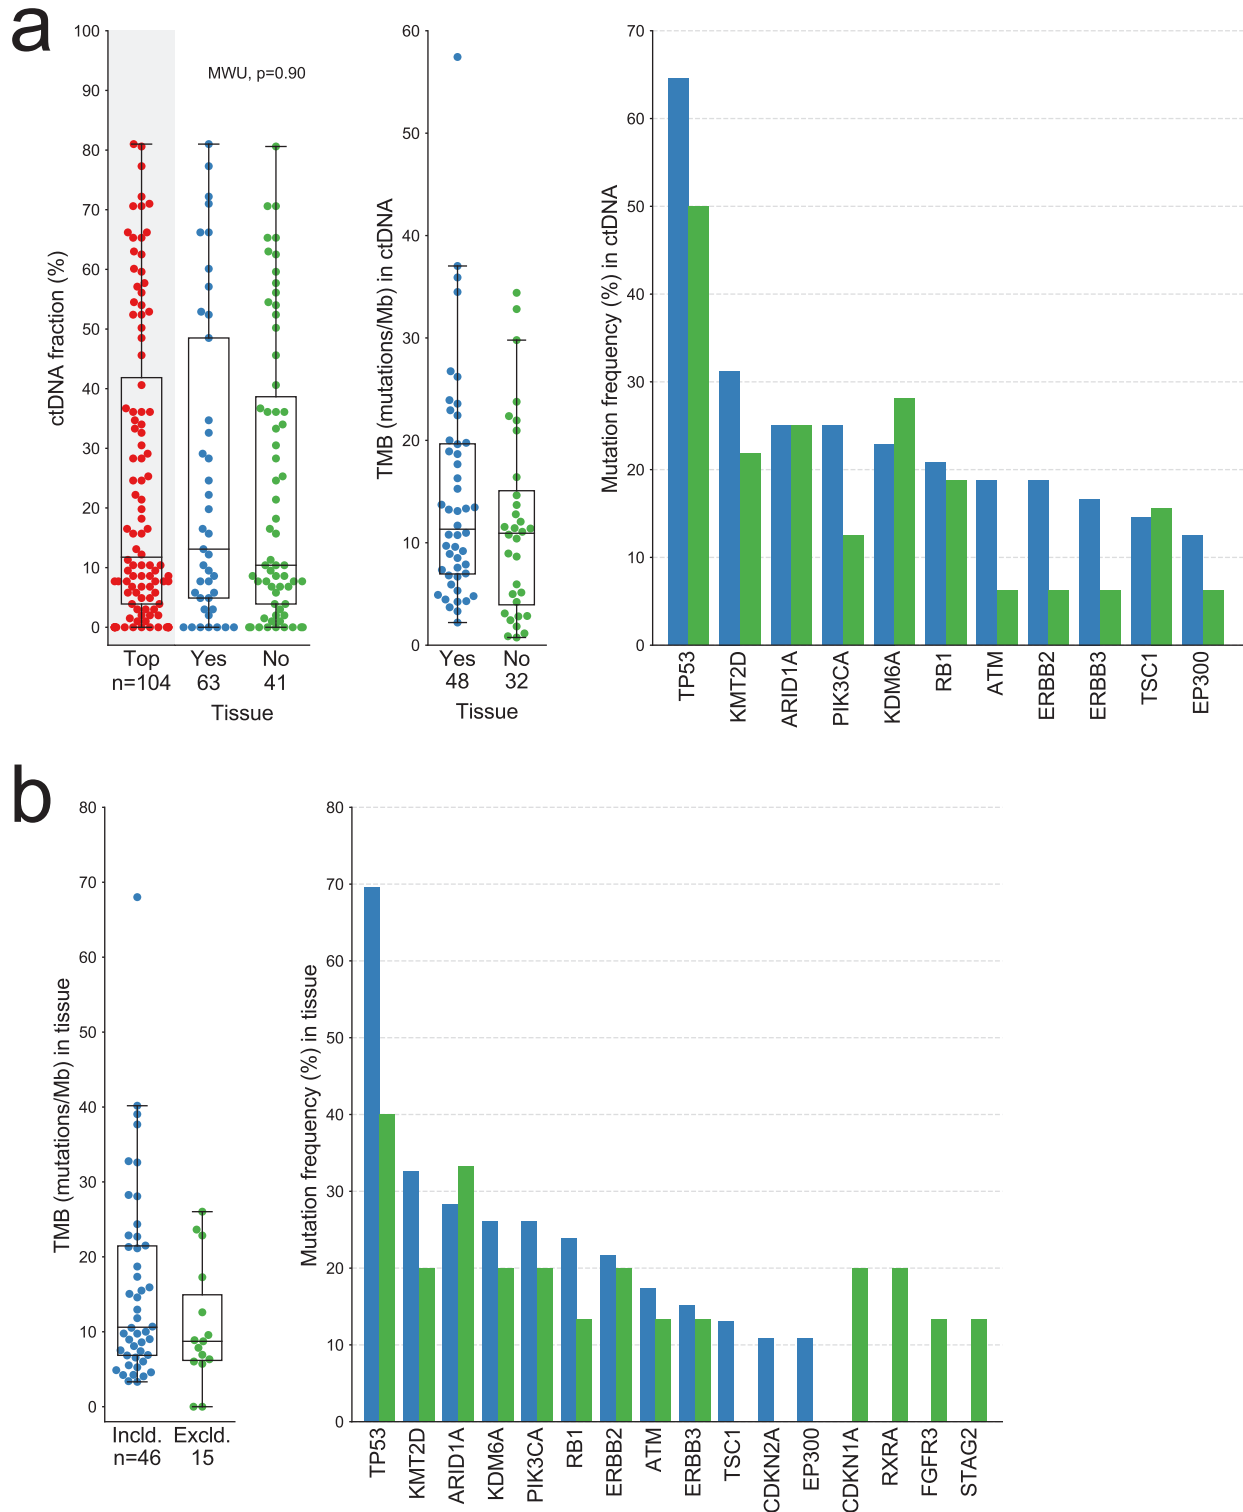 a
ctDNA fraction (%)
100
90
80
70
60
50
40
30
20
10
0
MWU, p=0.90
Top Yes No
n=104 63 41
Tissue
TMB (mutations/Mb) in ctDNA
60
50
40
30
20
10
0
Yes No
48 32
Tissue
Mutation frequency (%) in ctDNA
70
60
50
40
30
20
10
0
TP53
KMT2D
ARID1A
PIK3CA
KDM6A
RB1
ATM
ERBB2
ERBB3
TSC1
EP300
b
TMB (mutations/Mb) in tissue
80
70
60
50
40
30
20
10
0
Incld. Excld.
n=46 15
Mutation frequency (%) in tissue
80
70
60
50
40
30
20
10
0
TP53
KMT2D
ARID1A
KDM6A
PIK3CA
RB1
ERBB2
ATM
ERBB3
TSC1
CDKN2A
EP300
CDKN1A
RXRA
FGFR3
STAG2